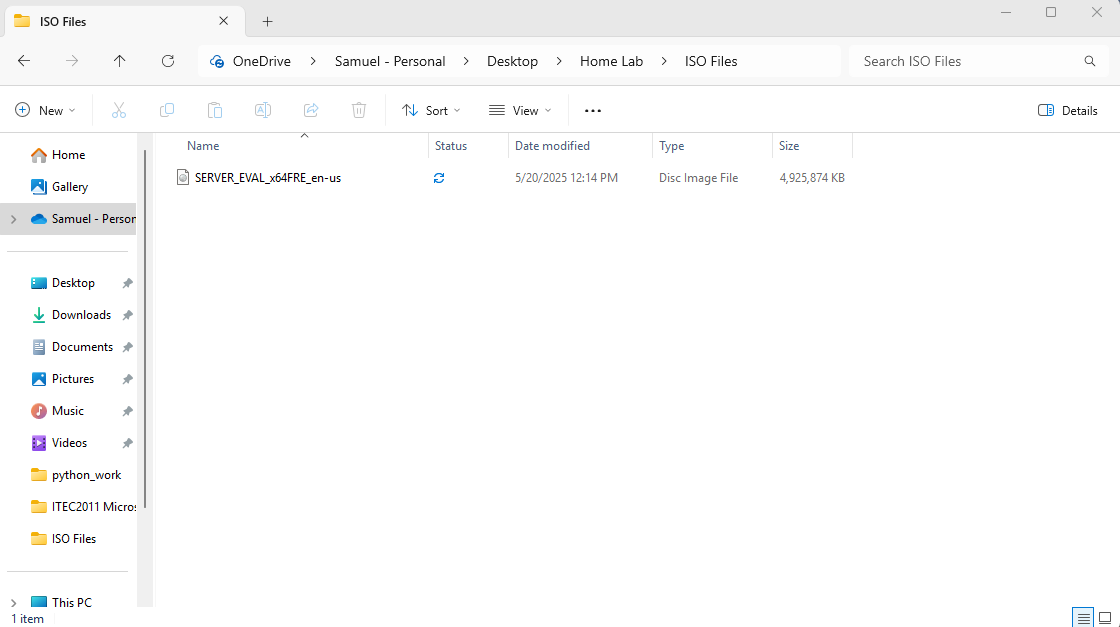 ISO Files
OneDrive > Samuel - Personal > Desktop > Home Lab > ISO Files
Search ISO Files
New
Sort
View
Details
Home
Gallery
Samuel - Person
Desktop
Downloads
Documents
Pictures
Music
Videos
python_work
ITEC2011 Micros
ISO Files
This PC
Name Status Date modified Type Size
SERVER_EVAL_x64FRE_en-us 5/20/2025 12:14 PM Disc Image File 4,925,874 KB
1 item